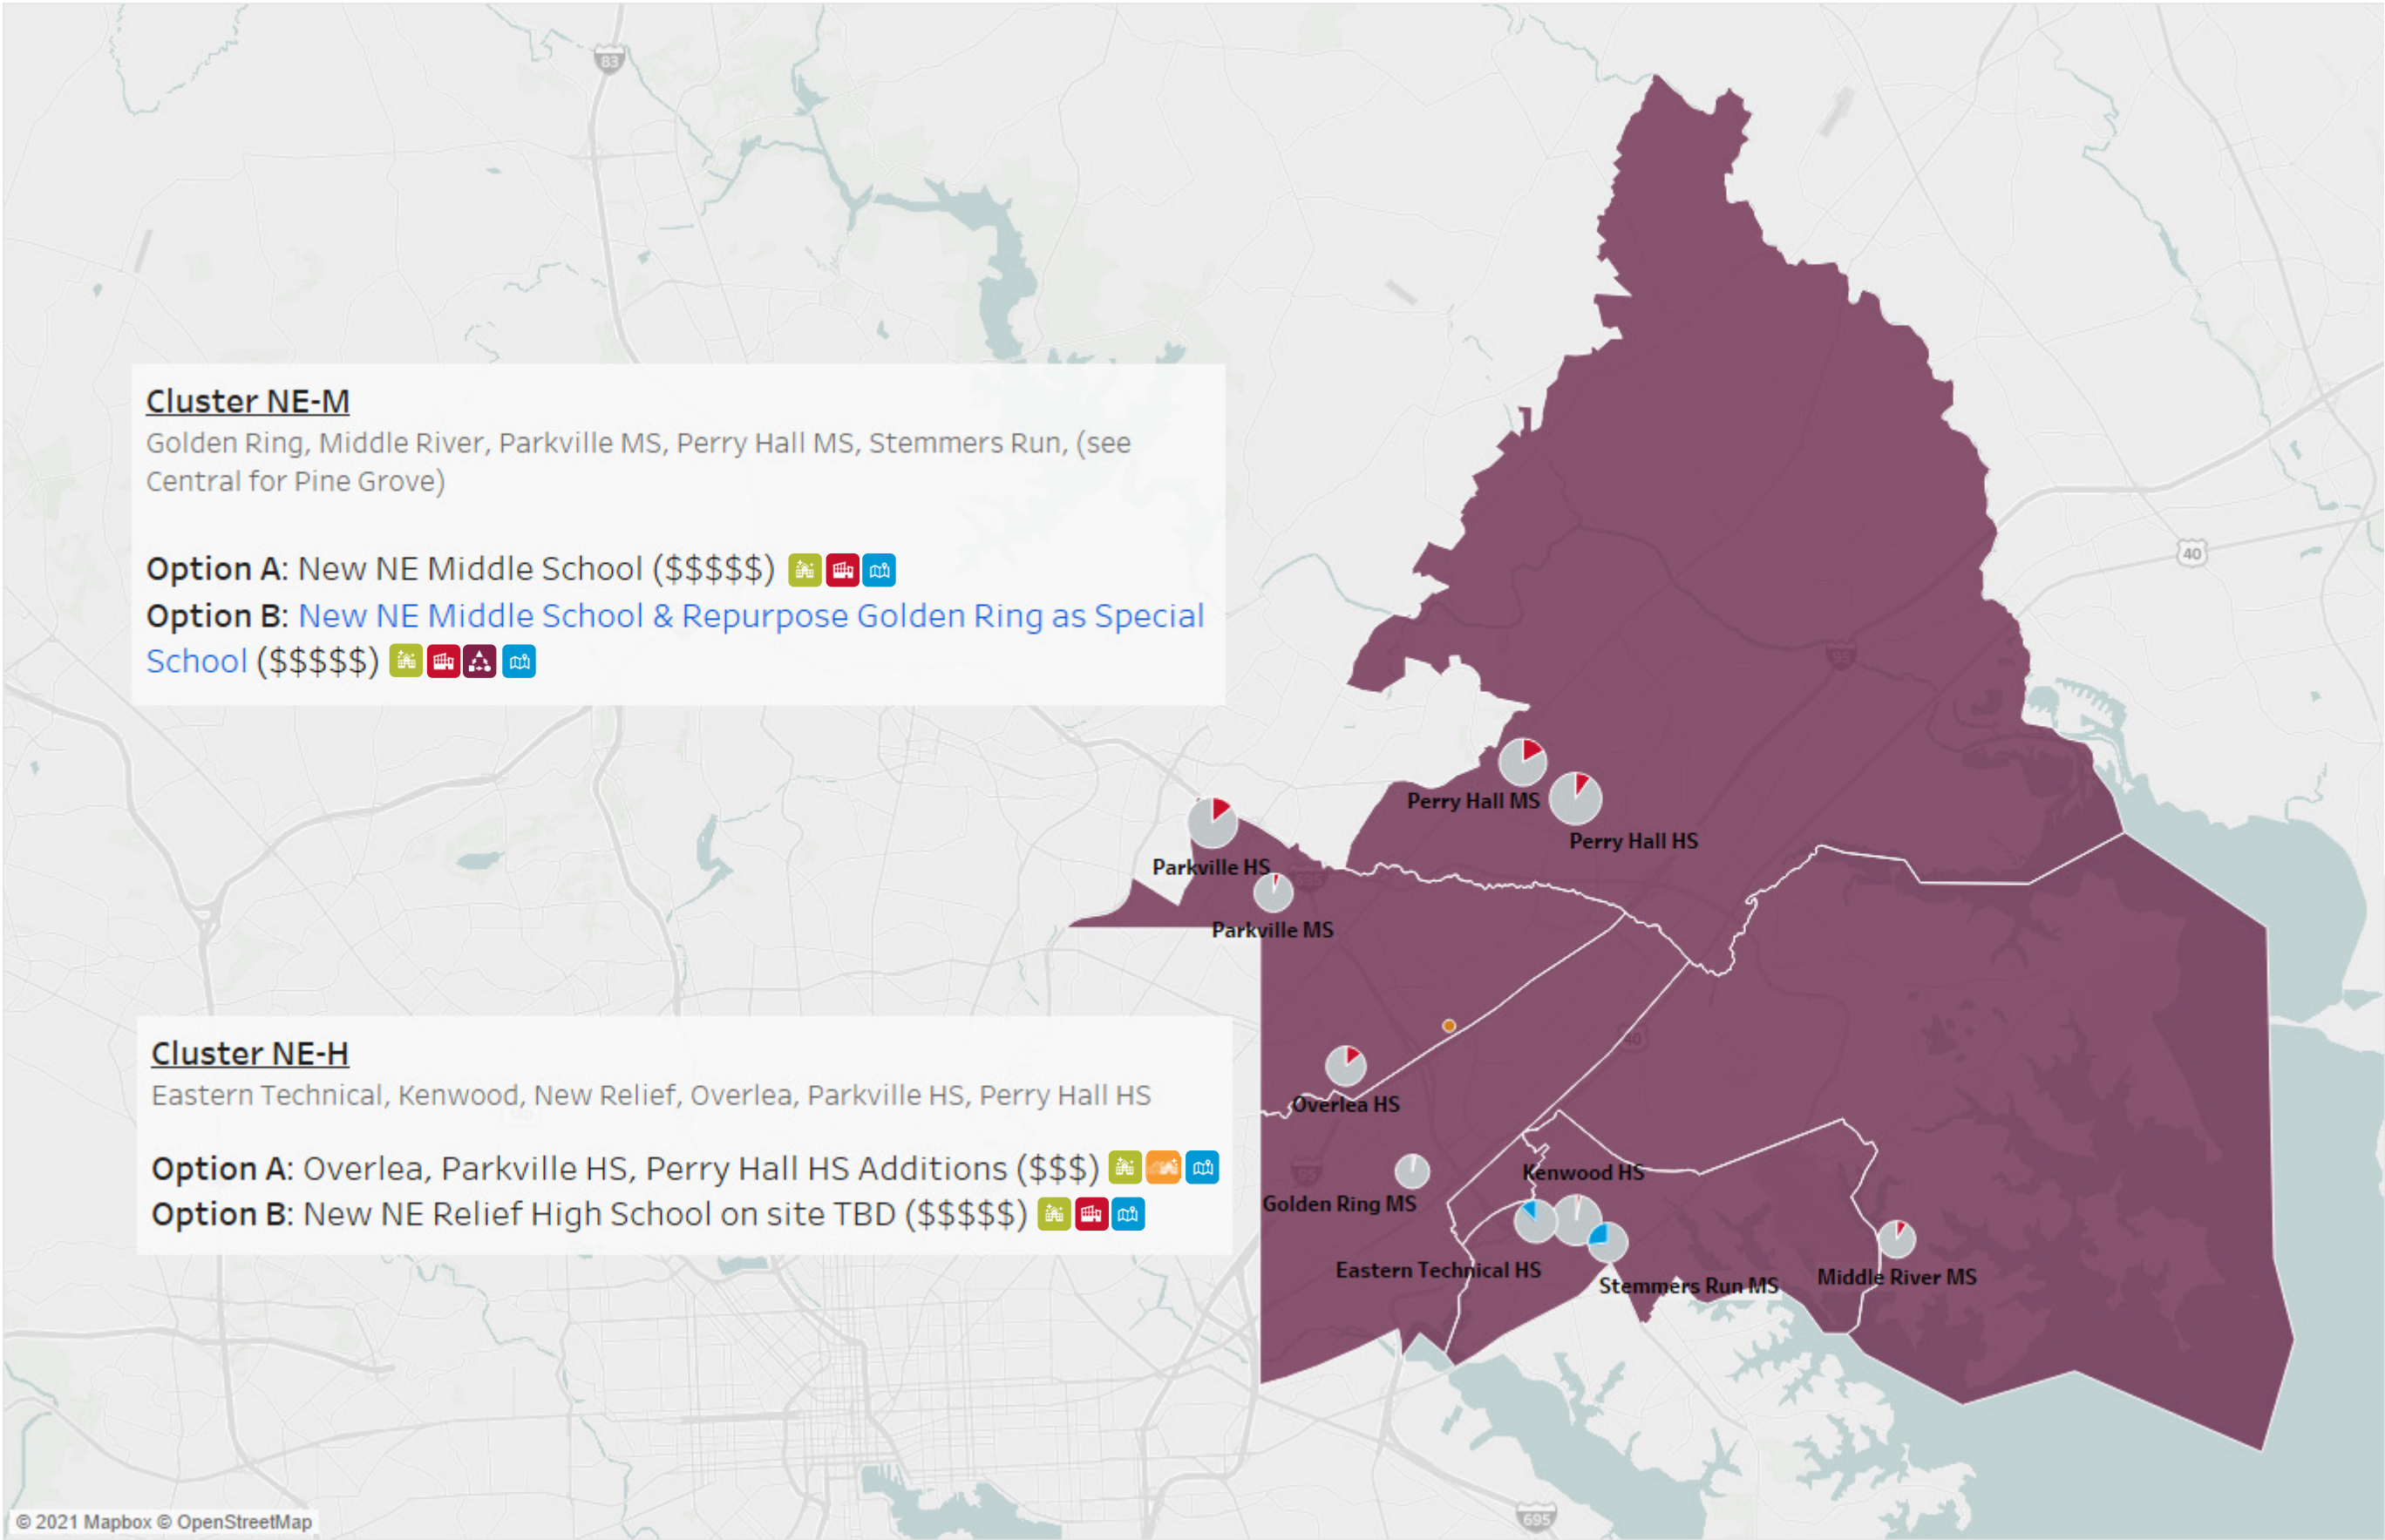 83
Cluster NE-M
Golden Ring, Middle River, Parkville MS, Perry Hall MS, Stemmers Run, (see
Central for Pine Grove)
Option A: New NE Middle School ($$$$$)
Option B: New NE Middle School & Repurpose Golden Ring as Special
School ($$$$$)
40
95
Perry Hall MS
Perry Hall HS
Parkville HS
695
Parkville MS
40
Cluster NE-H
Eastern Technical, Kenwood, New Relief, Overlea, Parkville HS, Perry Hall HS
Option A: Overlea, Parkville HS, Perry Hall HS Additions ($$$)
Option B: New NE Relief High School on site TBD ($$$$$)
Overlea HS
95
Kenwood HS
Golden Ring MS
Eastern Technical HS
Stemmers Run MS
Middle River MS
695
© 2021 Mapbox © OpenStreetMap